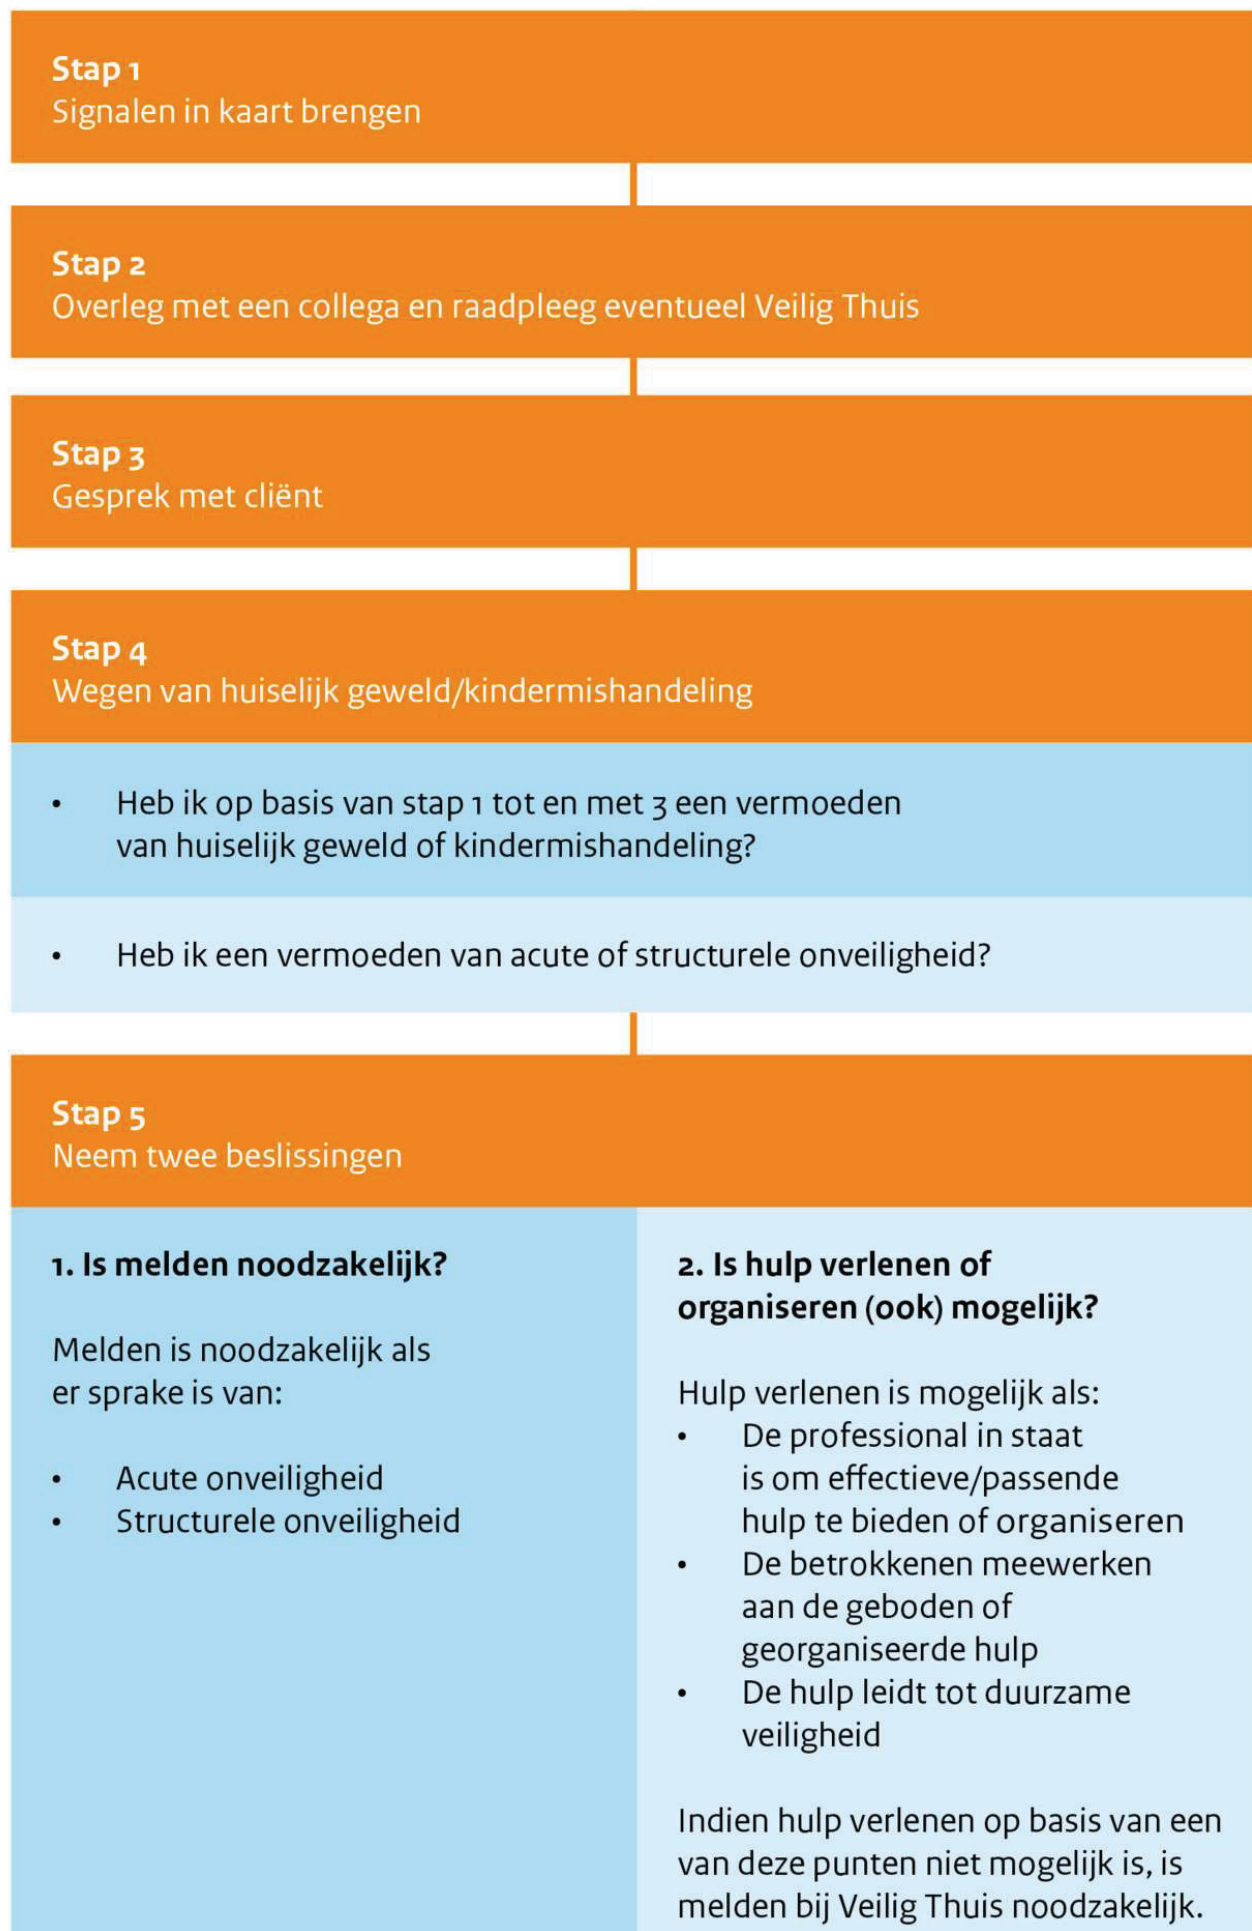 Stap 1
Signalen in kaart brengen
Stap 2
Overleg met een collega en raadpleeg eventueel Veilig Thuis
Stap 3
Gesprek met cliënt
Stap 4
Wegen van huiselijk geweld/kindermishandeling
• Heb ik op basis van stap 1 tot en met 3 een vermoeden
van huiselijk geweld of kindermishandeling?
• Heb ik een vermoeden van acute of structurele onveiligheid?
Stap 5
Neem twee beslissingen
1. Is melden noodzakelijk?
Melden is noodzakelijk als
er sprake is van:
• Acute onveiligheid
• Structurele onveiligheid
2. Is hulp verlenen of
organiseren (ook) mogelijk?
Hulp verlenen is mogelijk als:
• De professional in staat
is om effectieve/passende
hulp te bieden of organiseren
• De betrokkenen meewerken
aan de geboden of
georganiseerde hulp
• De hulp leidt tot duurzame
veiligheid
Indien hulp verlenen op basis van een
van deze punten niet mogelijk is, is
melden bij Veilig Thuis noodzakelijk.